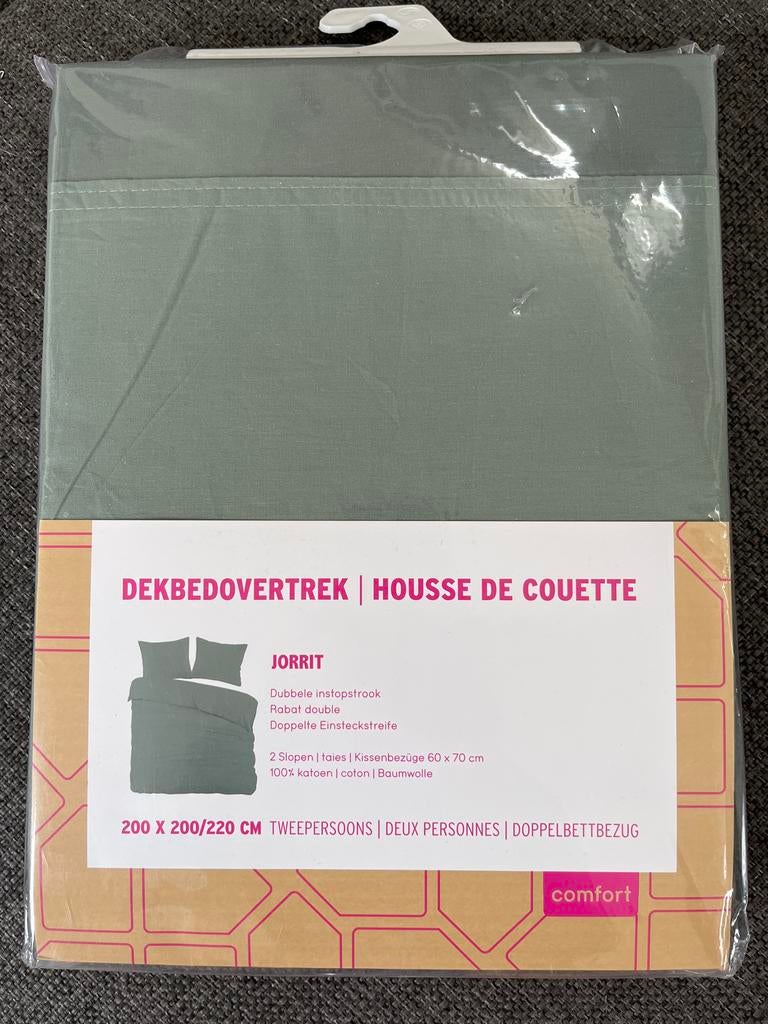 DEKBEDOVERTREK | HOUSSE DE COUETTE
JORRIT
Dubbele instopstrook
Rabat double
Doppelte Einsteckstreife
2 Slopen | taies | Kissenbezüge 60 x 70 cm
100% katoen | coton | Baumwolle
200 X 200/220 CM TWEEPERSOONS | DEUX PERSONNES | DOPPELBETTBEZUG
comfort